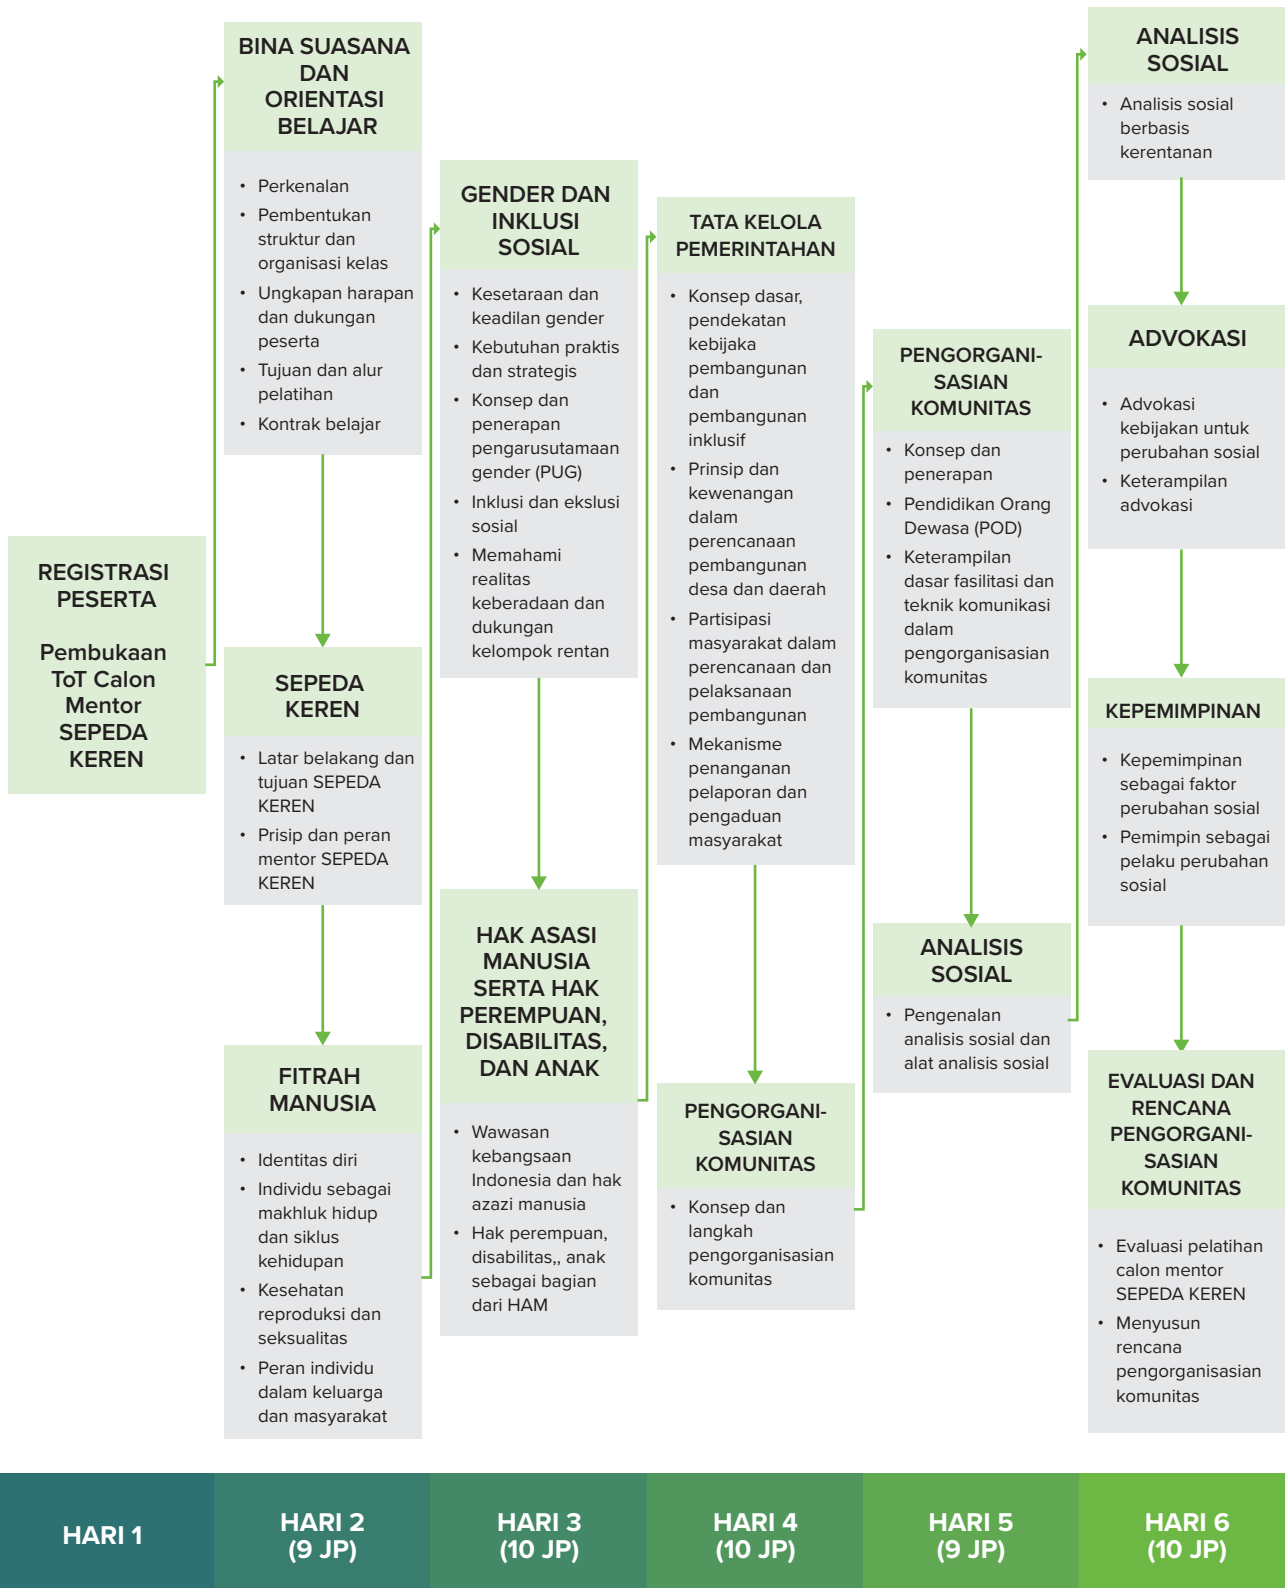 REGISTRASI
PESERTA
Pembukaan
ToT Calon
Mentor
SEPEDA
KEREN
BINA SUASANA
DAN
ORIENTASI
BELAJAR
• Perkenalan
• Pembentukan
struktur dan
organisasi kelas
• Ungkapan harapan
dan dukungan
peserta
• Tujuan dan alur
pelatihan
• Kontrak belajar
SEPEDA
KEREN
• Latar belakang dan
tujuan SEPEDA
KEREN
• Prisip dan peran
mentor SEPEDA
KEREN
FITRAH
MANUSIA
• Identitas diri
• Individu sebagai
makhluk hidup
dan siklus
kehidupan
• Kesehatan
reproduksi dan
seksualitas
• Peran individu
dalam keluarga
dan masyarakat
GENDER DAN
INKLUSI
SOSIAL
• Kesetaraan dan
keadilan gender
• Kebutuhan praktis
dan strategis
• Konsep dan
penerapan
pengarusutamaan
gender (PUG)
• Inklusi dan ekslusi
sosial
• Memahami
realitas
keberadaan dan
dukungan
kelompok rentan
HAK ASASI
MANUSIA
SERTA HAK
PEREMPUAN,
DISABILITAS,
DAN ANAK
• Wawasan
kebangsaan
Indonesia dan hak
azazi manusia
• Hak perempuan,
disabilitas,, anak
sebagai bagian
dari HAM
TATA KELOLA
PEMERINTAHAN
• Konsep dasar,
pendekatan
kebijaka
pembangunan
dan
pembangunan
inklusif
• Prinsip dan
kewenangan
dalam
perencanaan
pembangunan
desa dan daerah
• Partisipasi
masyarakat dalam
perencanaan dan
pelaksanaan
pembangunan
• Mekanisme
penanganan
pelaporan dan
pengaduan
masyarakat
PENGORGANI-
SASIAN
KOMUNITAS
• Konsep dan
langkah
pengorganisasian
komunitas
PENGORGANI-
SASIAN
KOMUNITAS
• Konsep dan
penerapan
• Pendidikan Orang
Dewasa (POD)
• Keterampilan
dasar fasilitasi dan
teknik komunikasi
dalam
pengorganisasian
komunitas
ANALISIS
SOSIAL
• Pengenalan
analisis sosial dan
alat analisis sosial
ANALISIS
SOSIAL
• Analisis sosial
berbasis
kerentanan
ADVOKASI
• Advokasi
kebijakan untuk
perubahan sosial
• Keterampilan
advokasi
KEPEMIMPINAN
• Kepemimpinan
sebagai faktor
perubahan sosial
• Pemimpin sebagai
pelaku perubahan
sosial
EVALUASI DAN
RENCANA
PENGORGANI-
SASIAN
KOMUNITAS
• Evaluasi pelatihan
calon mentor
SEPEDA KEREN
• Menyusun
rencana
pengorganisasian
komunitas
HARI 1
HARI 2
(9 JP)
HARI 3
(10 JP)
HARI 4
(10 JP)
HARI 5
(9 JP)
HARI 6
(10 JP)